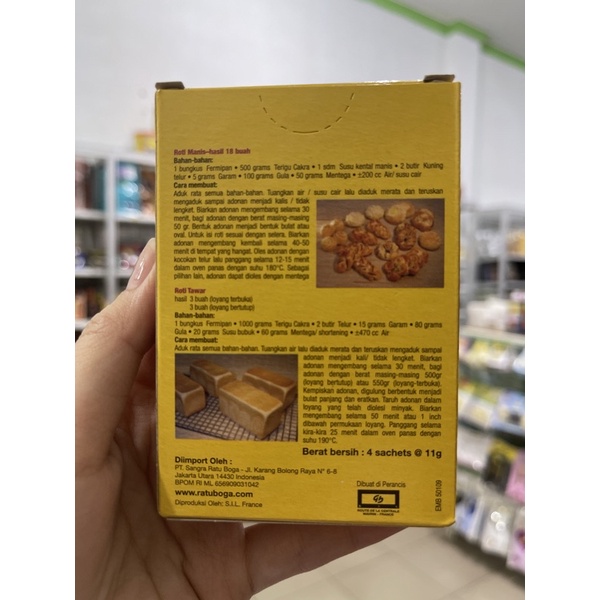 Roti Manis-hasil 18 buah
Bahan-bahan:
1 bungkus Fermipan • 500 grams Terigu Cakra • 1 sdm Susu kental manis • 2 butir Kuning
telur • 5 grams Garam • 100 grams Gula • 50 grams Mentega • ±200 cc Air/ susu cair
Cara membuat:
Aduk rata semua bahan-bahan. Tuangkan air / susu cair lalu diaduk merata dan teruskan
mengaduk sampai adonan menjadi kalis / tidak
lengket. Biarkan adonan mengembang selama 30
menit, bagi adonan dengan berat masing-masing
50 gr. Bentuk adonan menjadi bentuk bulat atau
oval. Untuk isi roti sesuai dengan selera. Biarkan
adonan mengembang kembali selama 40-50
menit di tempat yang hangat. Oles adonan dengan
kocokan telur lalu panggang selama 12-15 menit
dalam oven panas dengan suhu 180°C. Sebagai
pilihan lain, adonan dapat dioles dengan mentega
Roti Tawar
hasil 3 buah (loyang terbuka)
3 buah (loyang bertutup)
Bahan-bahan:
1 bungkus Fermipan • 1000 grams Terigu Cakra • 2 butir Telur • 15 grams Garam • 80 grams
Gula • 20 grams Susu bubuk • 60 grams Mentega/ shortening • ±470 cc Air
Cara membuat:
Aduk rata semua bahan-bahan. Tuangkan air lalu diaduk merata dan teruskan mengaduk sampai
adonan menjadi kali/ tidak lengket. Biarkan
adonan mengembang selama 30 menit, bagi
adonan dengan berat masing-masing 500gr
(loyang bertutup) atau 550gr (loyang-terbuka).
Kempiskan adonan, digulung berbentuk menjadi
bulat panjang dan eratkan. Taruh adonan dalam
loyang yang telah diolesi minyak. Biarkan
mengembang selama 50 menit atau 1 inch
dibawah permukaan loyang. Panggang selama
kira-kira 25 menit dalam oven panas dengan
suhu 190°C.
Berat bersih : 4 sachets @ 11g
Diimport Oleh :
PT. Sangra Ratu Boga - Jl. Karang Bolong Raya N° 6-8
Jakarta Utara 14430 Indonesia
BPOM RI ML 656809031042
www.ratuboga.com
Diproduksi Oleh: S.I.L. France
Dibuat di Perancis
EMB 50109